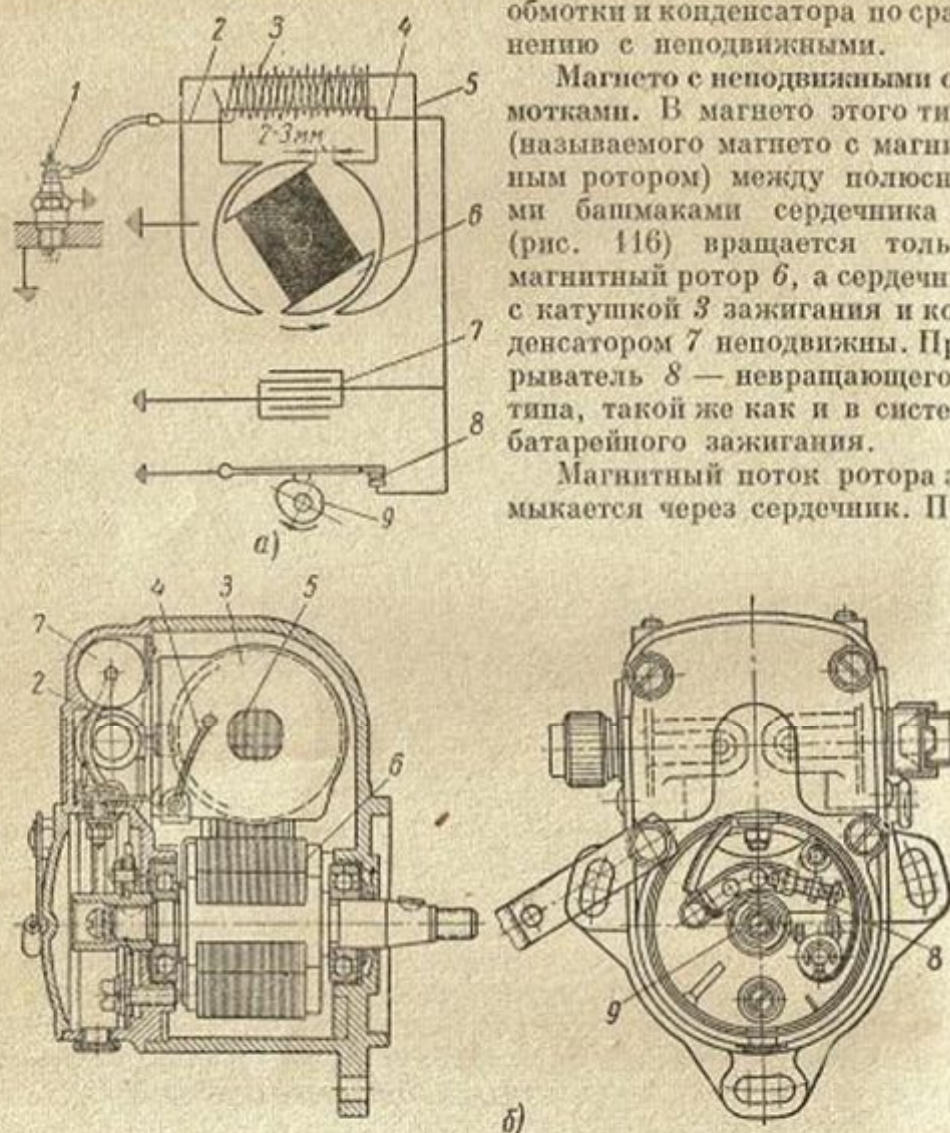 обмотки и конденсатора по сра
нению с неподвижными.
Магнето с неподвижными о
мотками. В магнето этого ти
(называемого магнето с магни
ным ротором) между полюсн
ми башмаками сердечника
(рис. 116) вращается толь
магнитный ротор 6, а сердечн
с катушкой 3 зажигания и ко
денсатором 7 неподвижны. Пр
рыватель 8 — невращающего
типа, такой же как и в систе
батарейного зажигания.
Магнитный поток ротора з
мыкается через сердечник. П
1 2 3 4 5
2-3мм
6
7
8
9
а)
4 3 5
7
2
6
8
9
б)